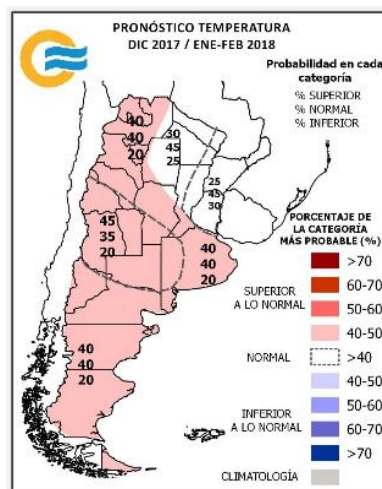 PRONÓSTICO TEMPERATURA
DIC 2017 / ENE-FEB 2018
Probabilidad en cada
categoría
% SUPERIOR
% NORMAL
% INFERIOR
40
40
20
30
45
25
25
45
30
45
35
20
40
40
20
40
40
20
PORCENTAJE DE
LA CATEGORÍA
MÁS PROBABLE (%)
>70
60-70
SUPERIOR
A LO NORMAL
50-60
40-50
NORMAL
>40
40-50
INFERIOR
A LO NORMAL
50-60
60-70
>70
CLIMATOLOGÍA